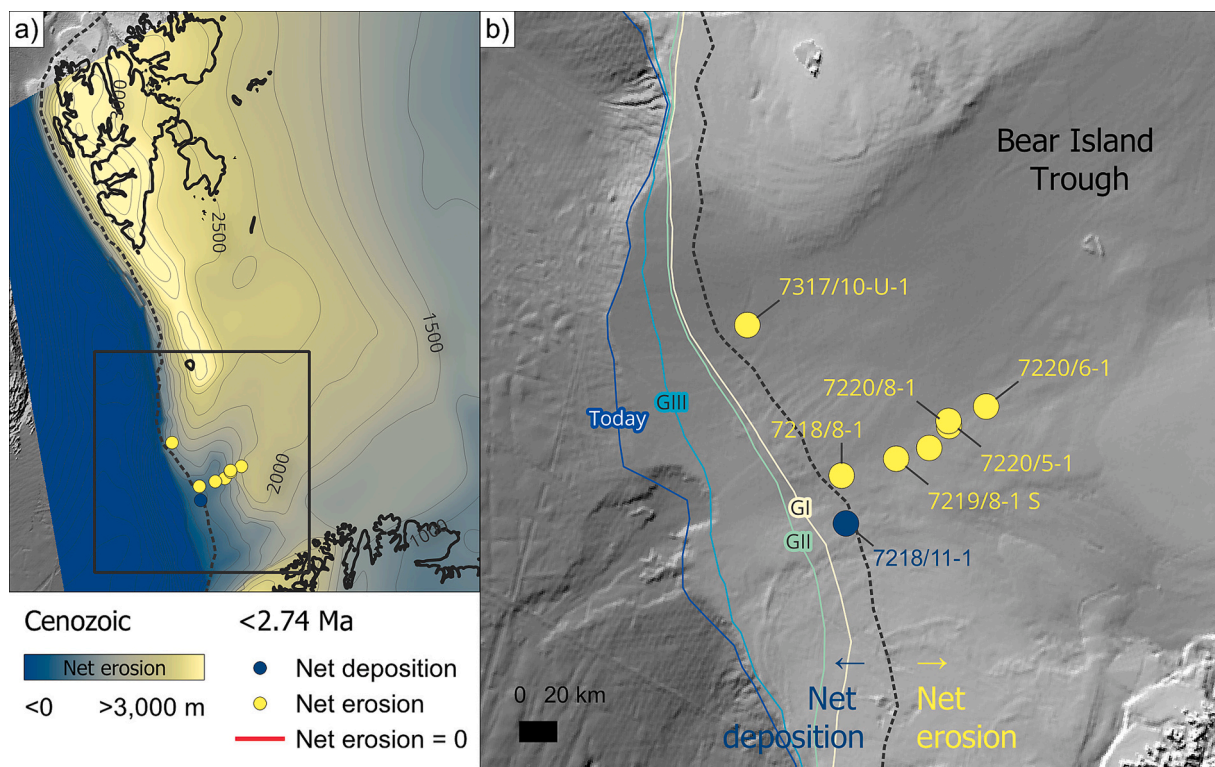 a)
000
2500
1500
2000
1000
Cenozoic
Net erosion
<0
>3,000 m
<2.74 Ma
Net deposition
Net erosion
Net erosion = 0
b)
Bear Island
Trough
7317/10-U-1
7220/6-1
7220/8-1
Today
GIII
7218/8-1
7220/5-1
7219/8-1 S
GI
GII
7218/11-1
0 20 km
← →
Net
deposition
Net
erosion